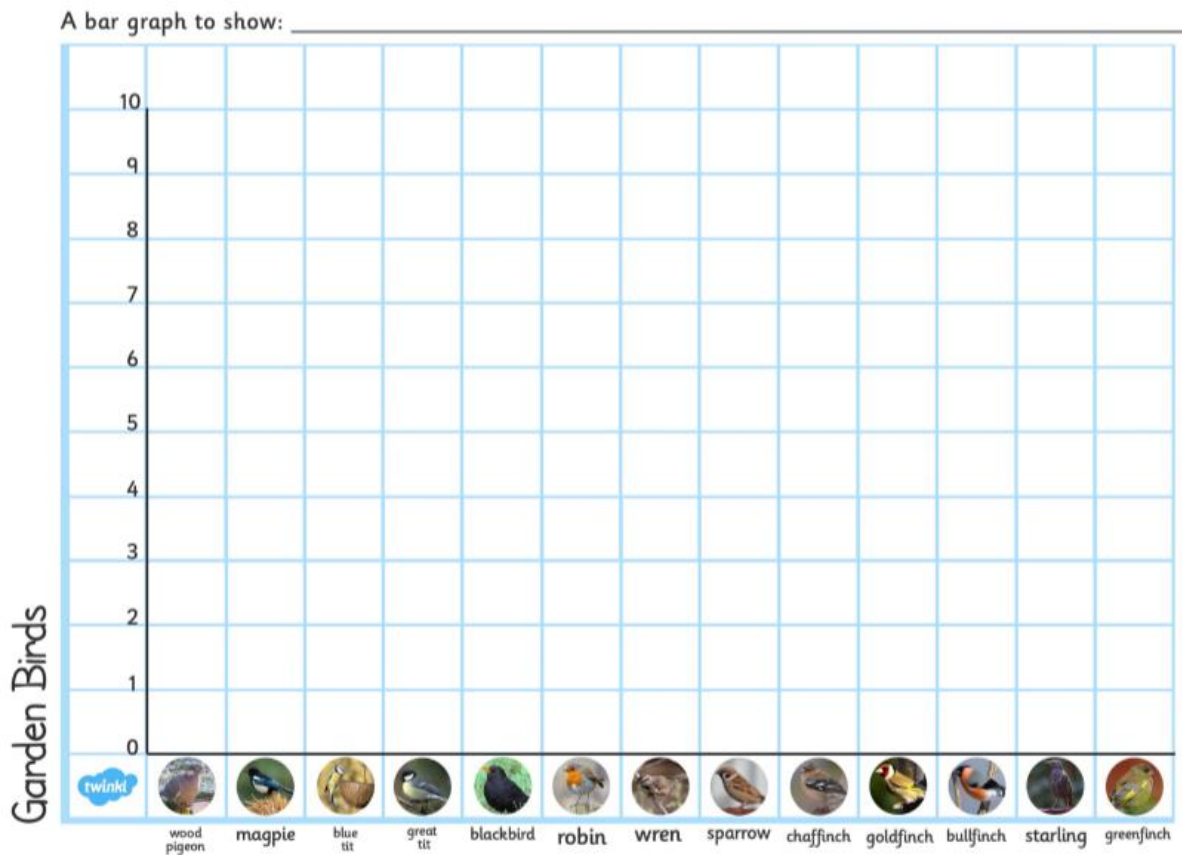 A bar graph to show:
10
9
8
7
6
5
4
3
2
1
0
Garden Birds
twinkl
wood pigeon
magpie
blue tit
great tit
blackbird
robin
wren
sparrow
chaffinch
goldfinch
bullfinch
starling
greenfinch